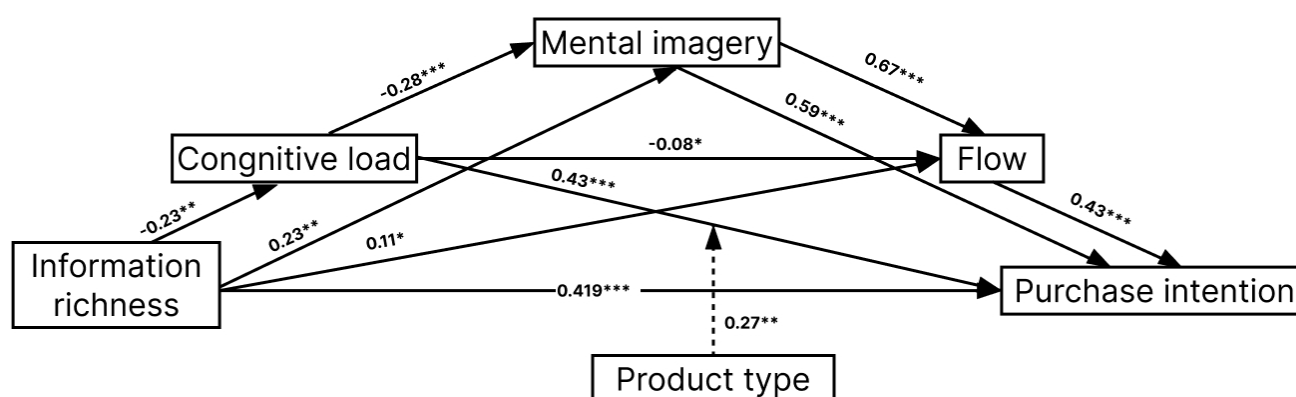 Mental imagery
-0.28***
0.67***
0.59***
Congnitive load
-0.08*
Flow
0.43***
-0.23**
0.23**
0.11*
0.43***
Information
richness
0.419***
Purchase intention
0.27**
Product type